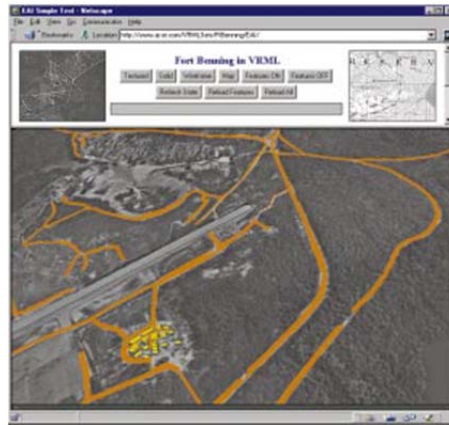 EAI Simple Test - Netscape
File Edit View Go Communicator Help
Bookmarks Location
Fort Benning in VRML
Textured Solid Wireframe Map Features ON Features OFF
Refresh State Reload Features Reload All